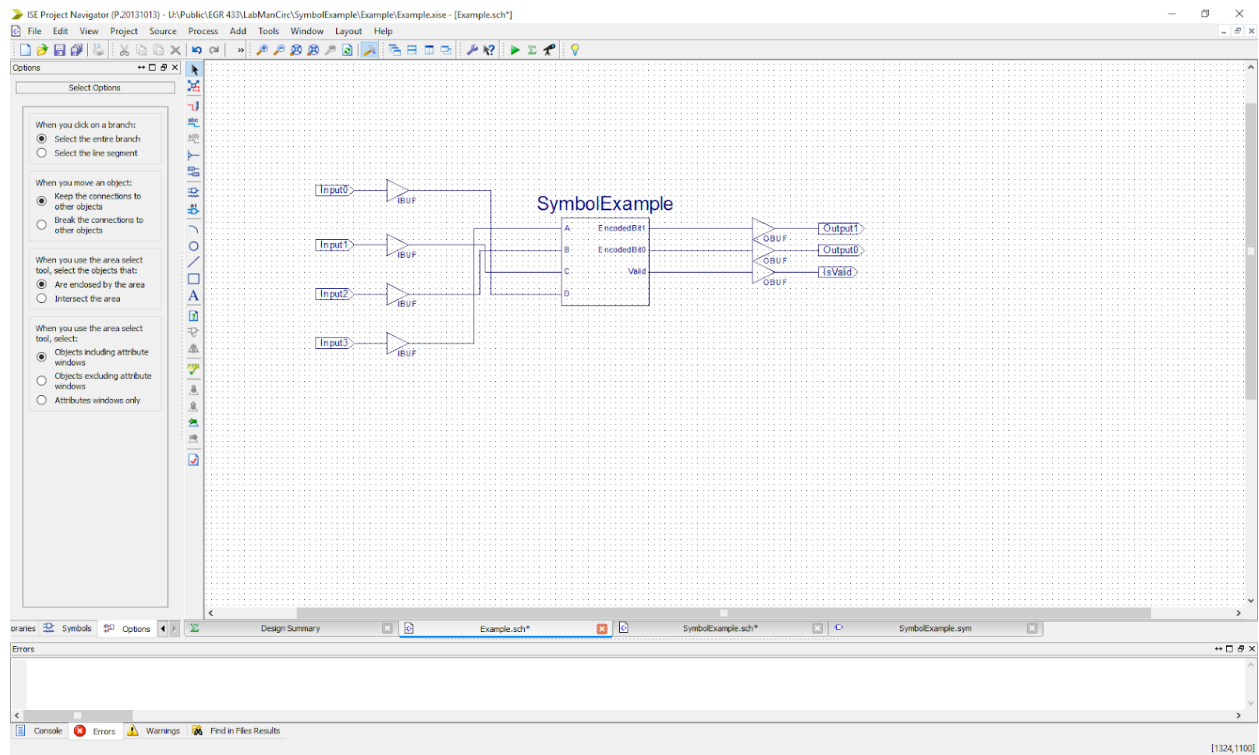 ISE Project Navigator (P.20131013) - U:\Public\EGR 433\LabManCirc\SymbolExample\Example\Example.xise - [Example.sch*]
File Edit View Project Source Process Add Tools Window Layout Help
Options
Select Options
When you click on a branch:
Select the entire branch
Select the line segment
When you move an object:
Keep the connections to
other objects
Break the connections to
other objects
When you use the area select
tool, select the objects that:
Are enclosed by the area
Intersect the area
When you use the area select
tool, select:
Objects including attribute
windows
Objects excluding attribute
windows
Attributes windows only
Input0
IBUF
Input1
IBUF
Input2
IBUF
Input3
IBUF
SymbolExample
A EncodedBit1
B EncodedBit0
C Valid
D
OBUF
Output1
OBUF
Output0
OBUF
IsValid
oraries Symbols Options
Design Summary
Example.sch*
SymbolExample.sch*
SymbolExample.sym
Errors
Console Errors Warnings Find in Files Results
[1324,1100]